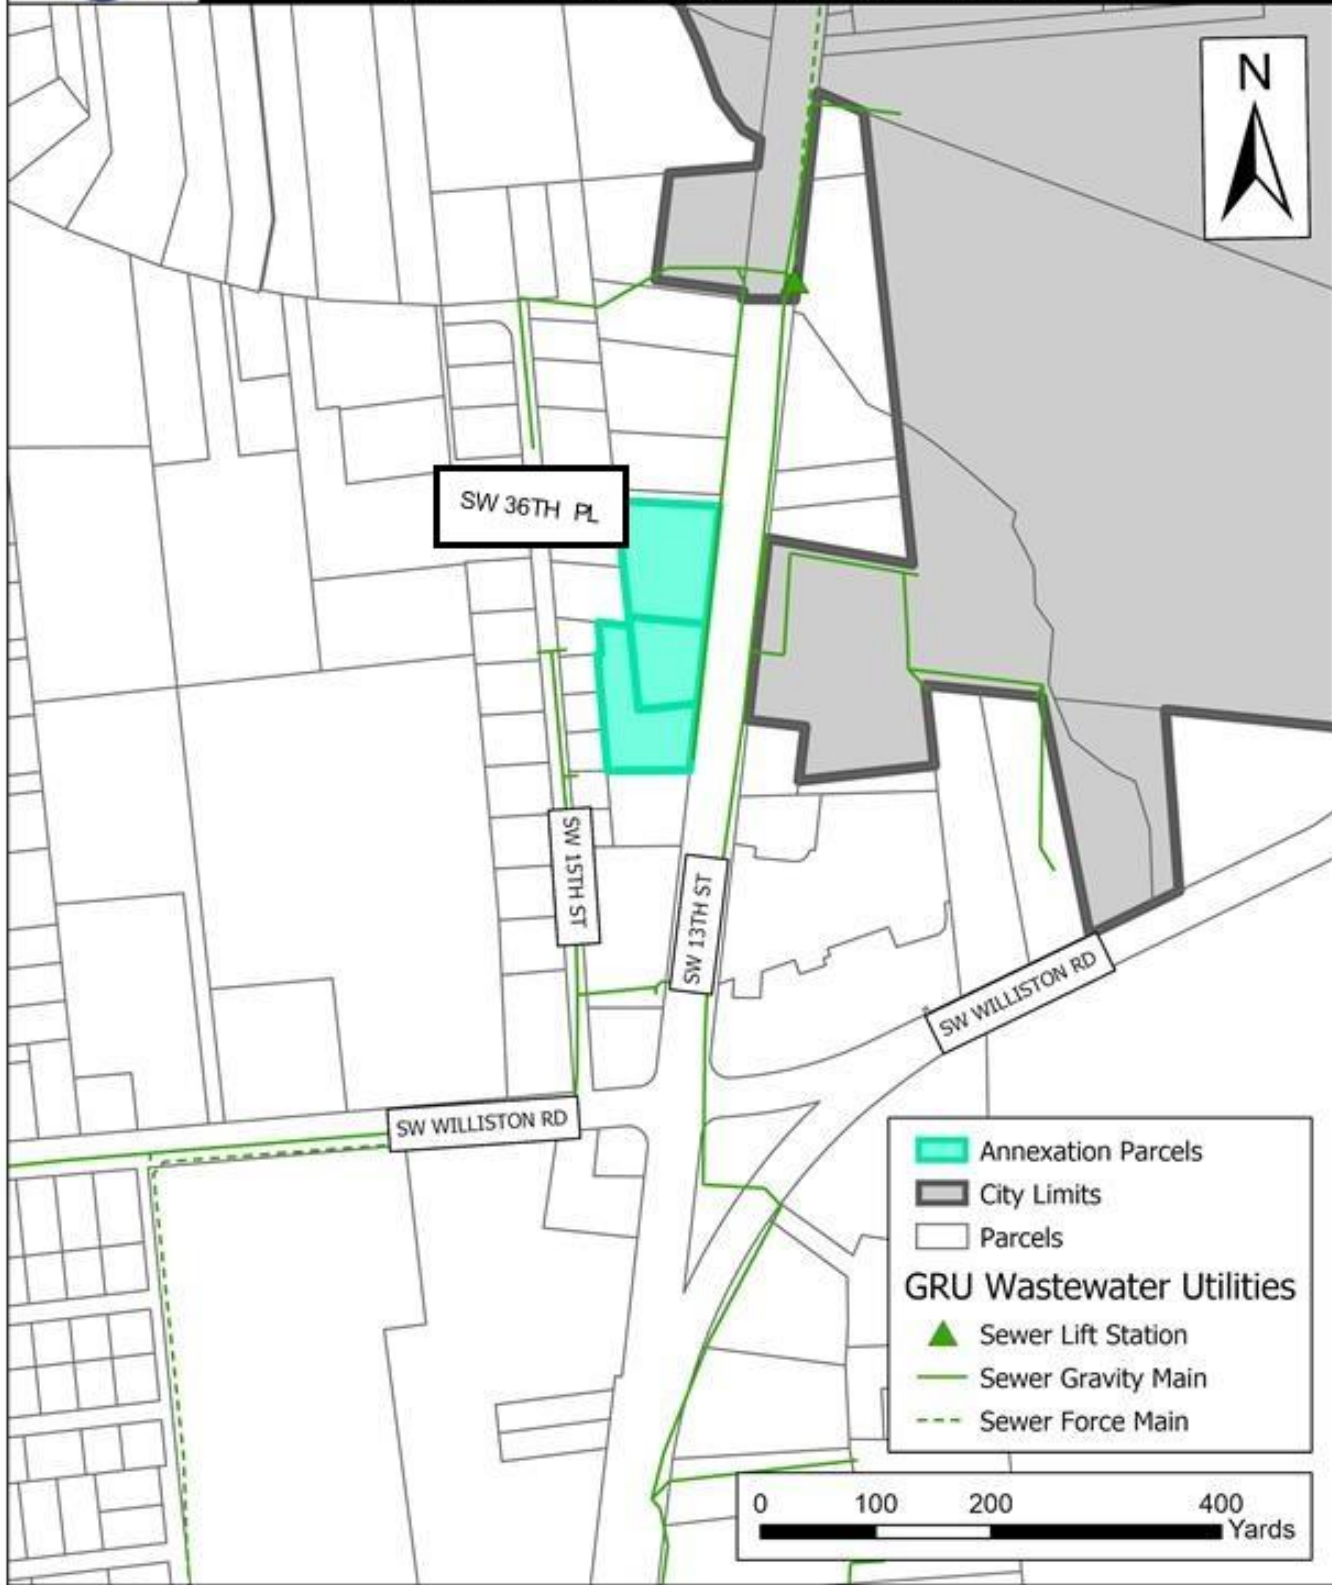 N
SW 36TH PL
SW 15TH ST
SW 13TH ST
SW WILLISTON RD
SW WILLISTON RD
Annexation Parcels
City Limits
Parcels
GRU Wastewater Utilities
Sewer Lift Station
Sewer Gravity Main
Sewer Force Main
0 100 200 400
Yards